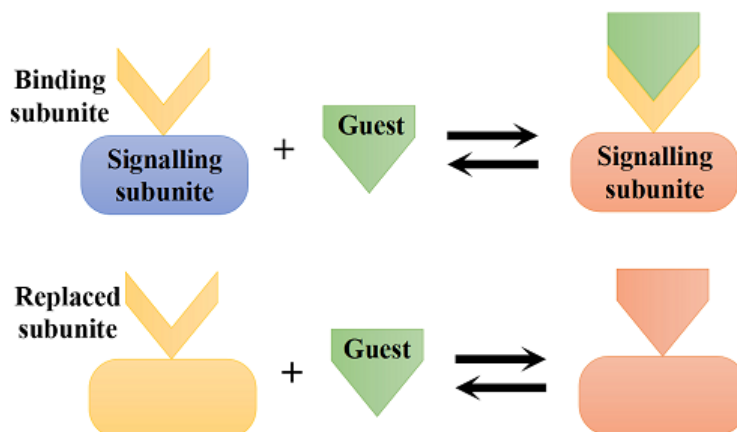 Binding
subunite
Signalling
subunite
+
Guest
Signalling
subunite
Replaced
subunite
+
Guest